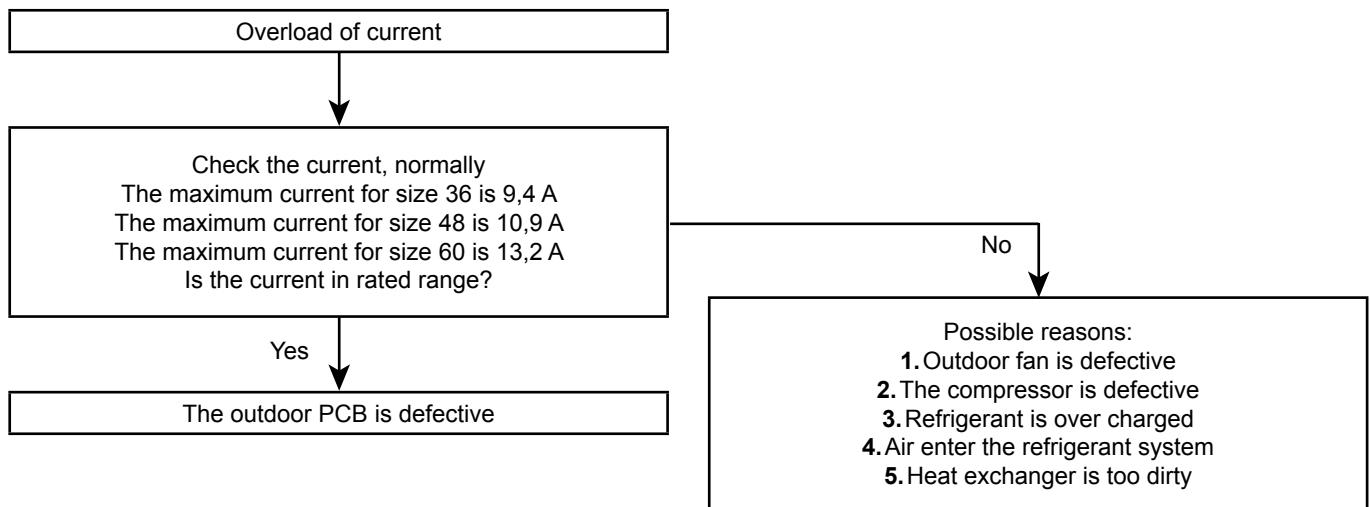 Overload of current
Check the current, normally
The maximum current for size 36 is 9,4 A
The maximum current for size 48 is 10,9 A
The maximum current for size 60 is 13,2 A
Is the current in rated range?
No
Yes
The outdoor PCB is defective
Possible reasons:
1. Outdoor fan is defective
2. The compressor is defective
3. Refrigerant is over charged
4. Air enter the refrigerant system
5. Heat exchanger is too dirty